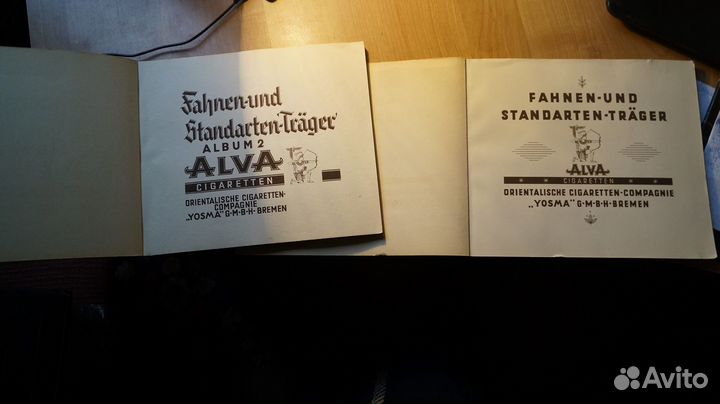 Fahnen-und
Standarten-Träger
ALBUM 2
ALVA
CIGARETTEN
ORIENTALISCHE CIGARETTEN-
COMPAGNIE
„YOSMA" G·M·B·H·BREMEN
FAHNEN-UND
STANDARTEN-TRÄGER
ALVA
CIGARETTEN
ORIENTALISCHE CIGARETTEN-COMPAGNIE
„YOSMA" G·M·B·H·BREMEN
Avito